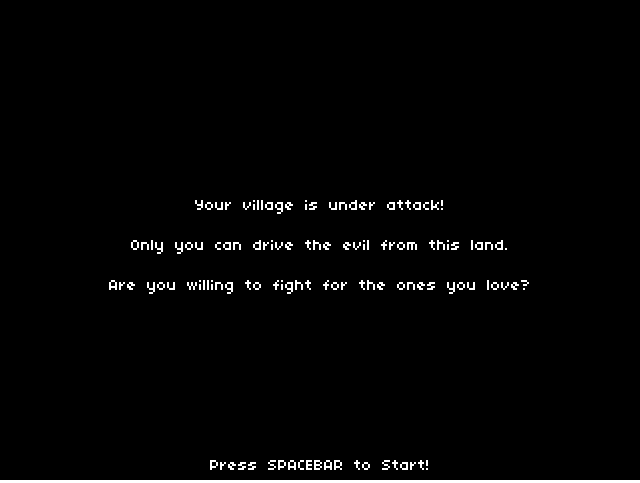 Your village is under attack!
Only you can drive the evil from this land.
Are you willing to fight for the ones you love?
Press SPACEBAR to Start!